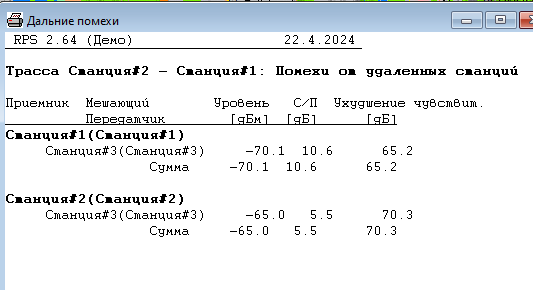 Дальние помехи
RPS 2.64 (Демо) 22.4.2024
Трасса Станция#2 – Станция#1: Помехи от удаленных станций
Приемник Мешающий Уровень С/П Ухудшение чувствит.
Передатчик [дБм] [дБ] [дБ]
Станция#1(Станция#1)
Станция#3(Станция#3) -70.1 10.6 65.2
Сумма -70.1 10.6 65.2
Станция#2(Станция#2)
Станция#3(Станция#3) -65.0 5.5 70.3
Сумма -65.0 5.5 70.3